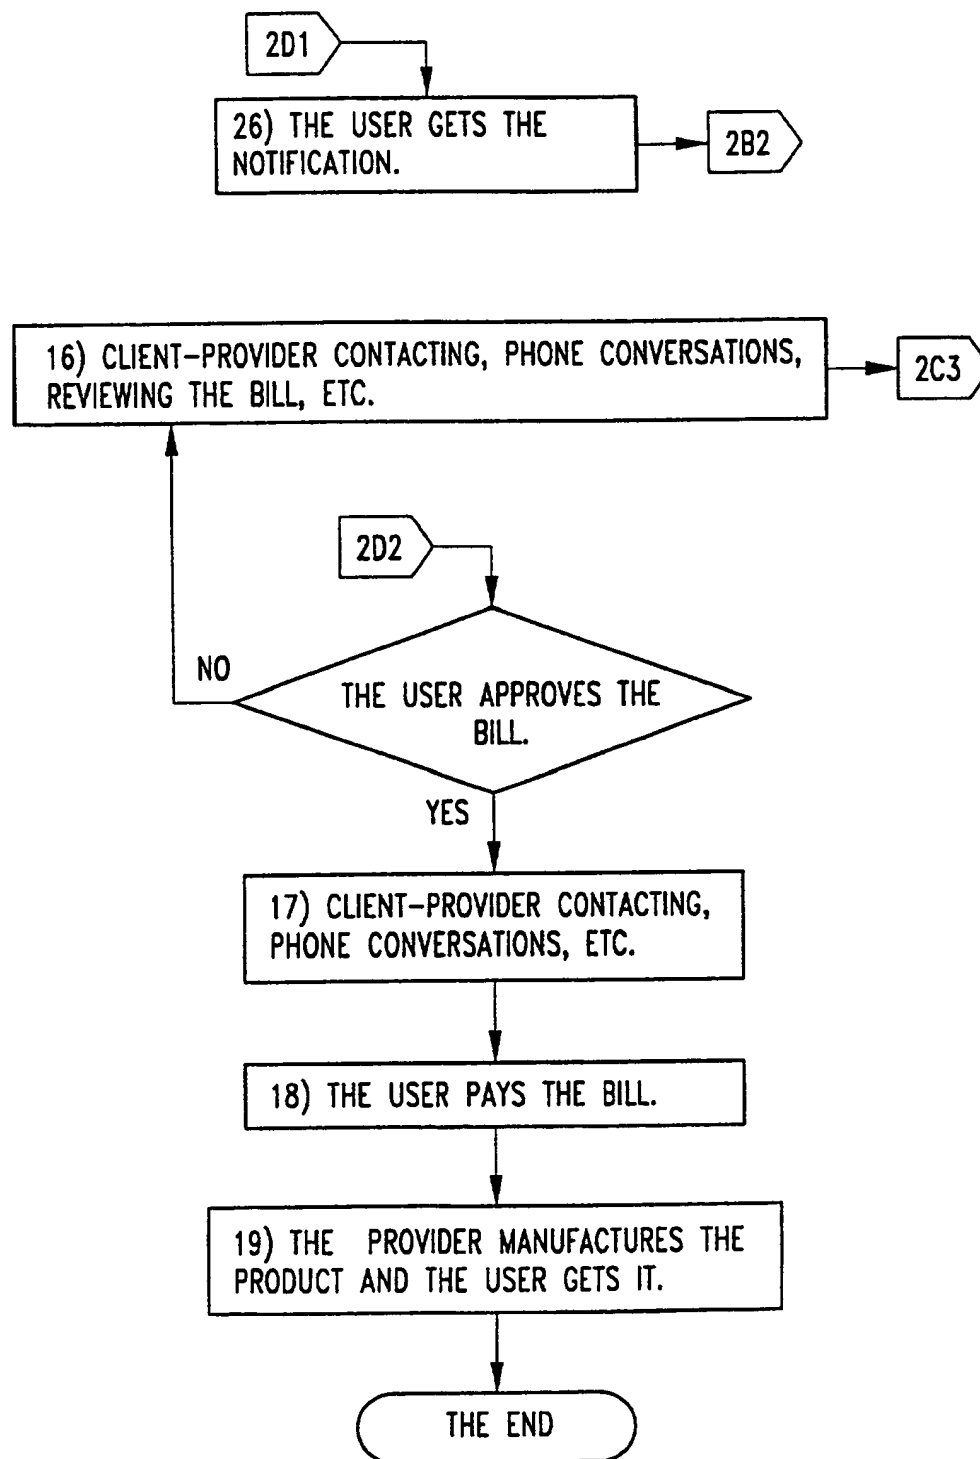 2D1
26) THE USER GETS THE
NOTIFICATION.
2B2
16) CLIENT-PROVIDER CONTACTING, PHONE CONVERSATIONS,
REVIEWING THE BILL, ETC.
2C3
2D2
NO
THE USER APPROVES THE
BILL.
YES
17) CLIENT-PROVIDER CONTACTING,
PHONE CONVERSATIONS, ETC.
18) THE USER PAYS THE BILL.
19) THE PROVIDER MANUFACTURES THE
PRODUCT AND THE USER GETS IT.
THE END